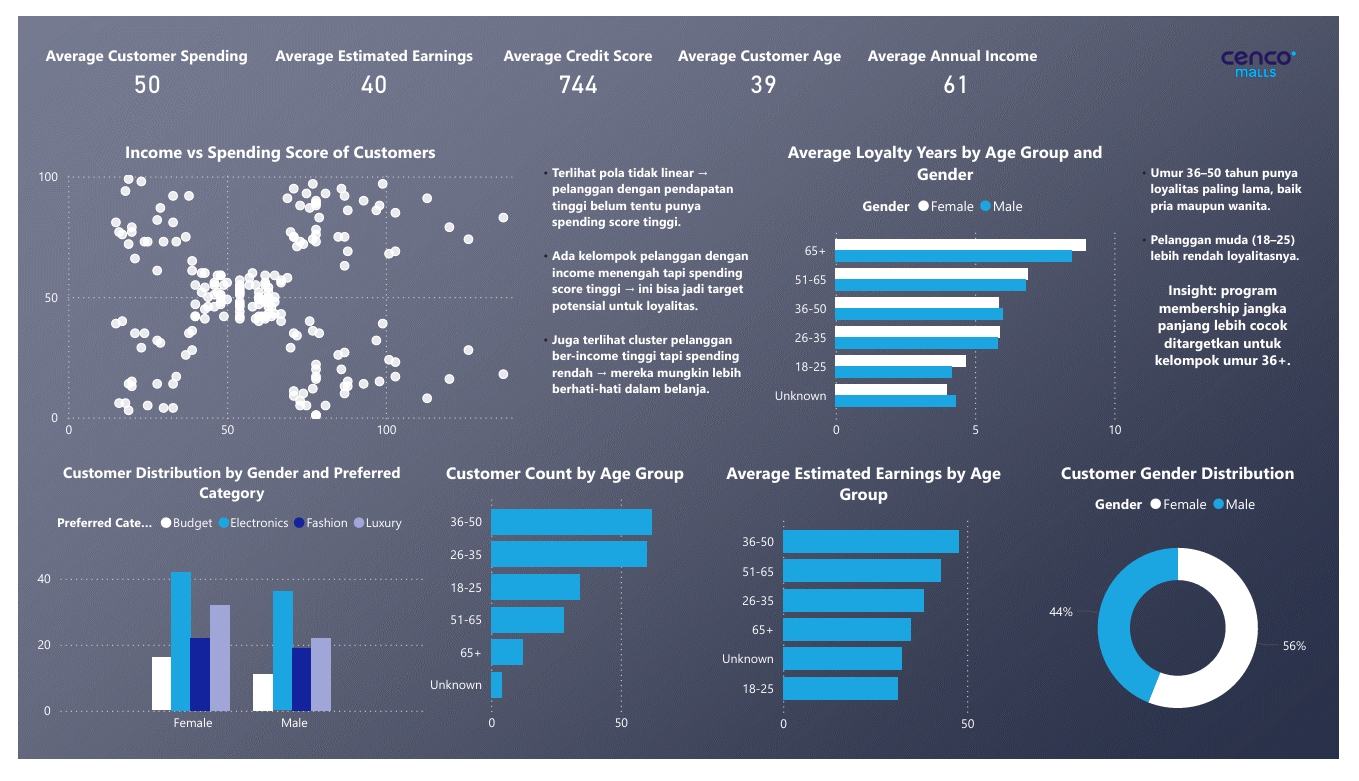 Average Customer Spending
50
Average Estimated Earnings
40
Average Credit Score
744
Average Customer Age
39
Average Annual Income
61
cenco
malls
Income vs Spending Score of Customers
100
50
0
0
50
100
• Terlihat pola tidak linear →
pelanggan dengan pendapatan
tinggi belum tentu punya
spending score tinggi.
• Ada kelompok pelanggan dengan
income menengah tapi spending
score tinggi → ini bisa jadi target
potensial untuk loyalitas.
• Juga terlihat cluster pelanggan
ber-income tinggi tapi spending
rendah → mereka mungkin lebih
berhati-hati dalam belanja.
Average Loyalty Years by Age Group and
Gender
Gender Female Male
65+
51-65
36-50
26-35
18-25
Unknown
0
5
10
• Umur 36–50 tahun punya
loyalitas paling lama, baik
pria maupun wanita.
• Pelanggan muda (18–25)
lebih rendah loyalitasnya.
Insight: program
membership jangka
panjang lebih cocok
ditargetkan untuk
kelompok umur 36+.
Customer Distribution by Gender and Preferred
Category
Preferred Cate... Budget Electronics Fashion Luxury
40
20
0
Female
Male
Customer Count by Age Group
36-50
26-35
18-25
51-65
65+
Unknown
0
50
Average Estimated Earnings by Age
Group
36-50
51-65
26-35
65+
Unknown
18-25
0
50
Customer Gender Distribution
Gender Female Male
44%
56%